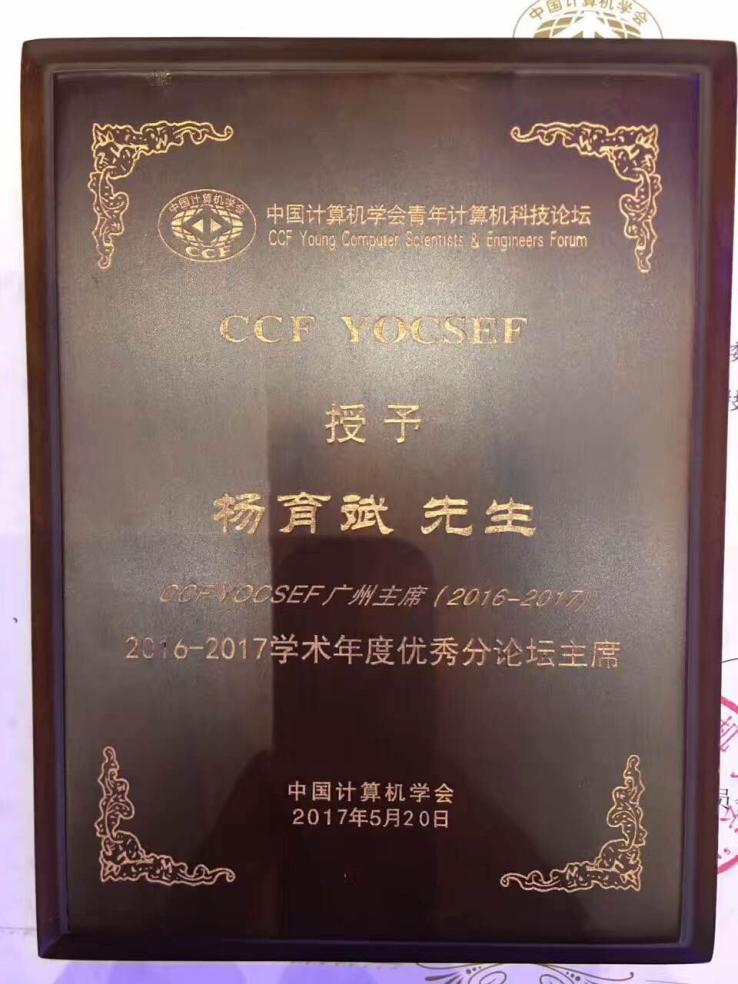 中国计算机学会
中国计算机学会
CCF
中国计算机学会青年计算机科技论坛
CCF Young Computer Scientists & Engineers Forum
CCF YOCSEF
授予
杨育斌 先生
CCF YOCSEF广州主席(2016-2017)
2016-2017学术年度优秀分论坛主席
中国计算机学会
2017年5月20日